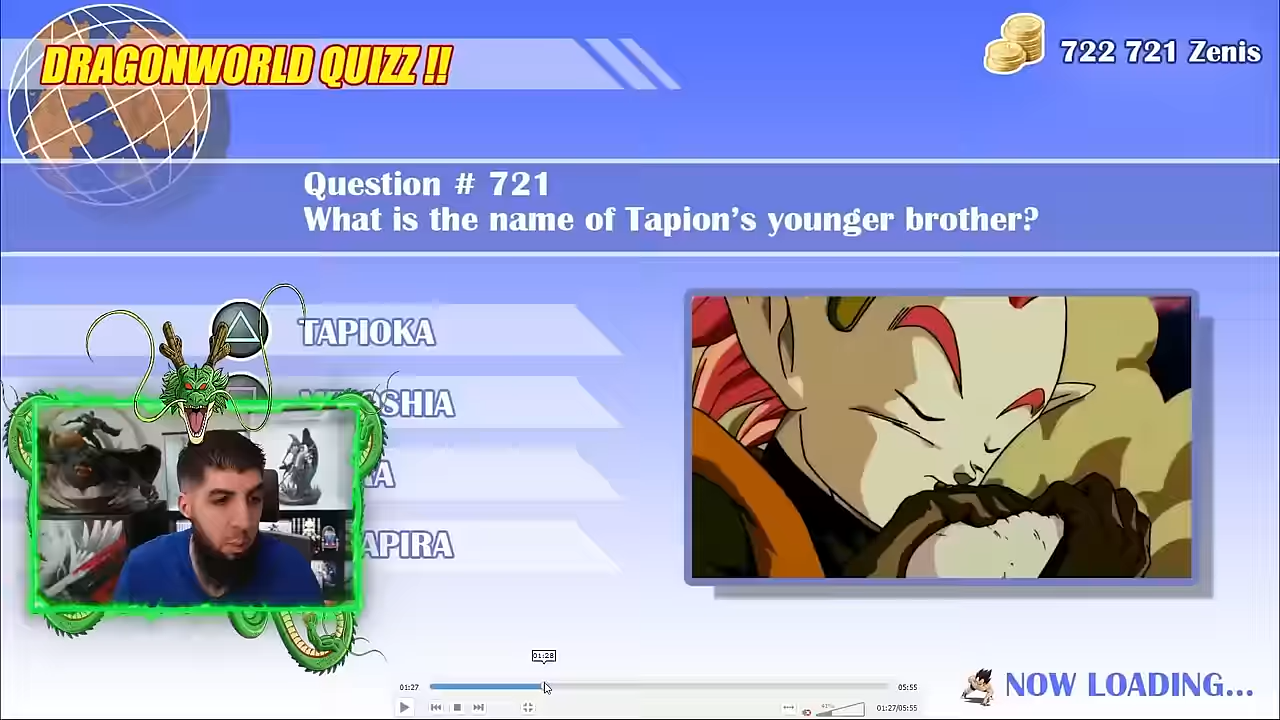 DRAGONWORLD QUIZZ !!
722 721 Zenis
Question # 721
What is the name of Tapion’s younger brother?
TAPIOKA
01:28
01:27
05:55
41%
01:27/05:55
NOW LOADING...